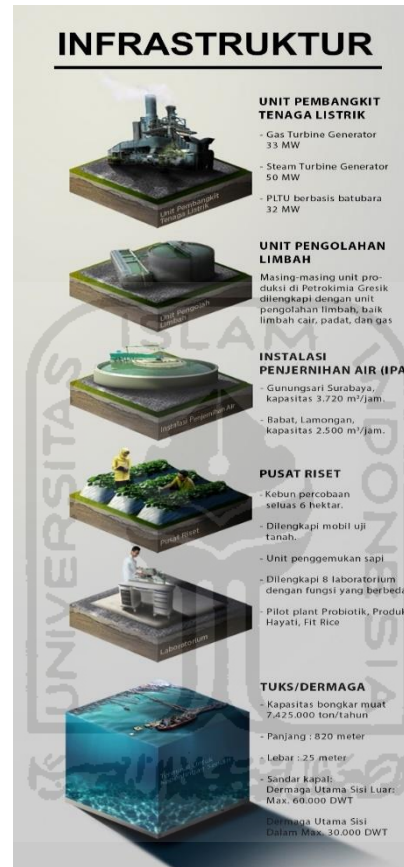 INFRASTRUKTUR
UNIT PEMBANGKIT
TENAGA LISTRIK
- Gas Turbine Generator
33 MW
- Steam Turbine Generator
50 MW
- PLTU berbasis batubara
32 MW
Unit Pembangkit
Tenaga Listrik
UNIT PENGOLAHAN
LIMBAH
Masing-masing unit pro-
duksi di Petrokimia Gresik
dilengkapi dengan unit
pengolahan limbah, baik
limbah cair, padat, dan gas
Unit Pengolah
Limbah
INSTALASI
PENJERNIHAN AIR (IPA
- Gunungsari Surabaya,
kapasitas 3.720 m³/jam.
- Babat, Lamongan,
kapasitas 2.500 m³/jam.
Instalasi Penjernihan Air
PUSAT RISET
- Kebun percobaan
seluas 6 hektar.
- Dilengkapi mobil uji
tanah.
- Unit penggemukan sapi
- Dilengkapi 8 laboratorium
dengan fungsi yang berbeda
- Pilot plant Probiotik, Produk
Hayati, Fit Rice
Pusat Riset
Laboratorium
TUKS/DERMAGA
- Kapasitas bongkar muat
7.425.000 ton/tahun
- Panjang : 820 meter
- Lebar : 25 meter
- Sandar kapal:
Dermaga Utama Sisi Luar:
Max. 60.000 DWT
Dermaga Utama Sisi
Dalam Max. 30.000 DWT
UNIVERSITAS
ISLAM
INDONESIA